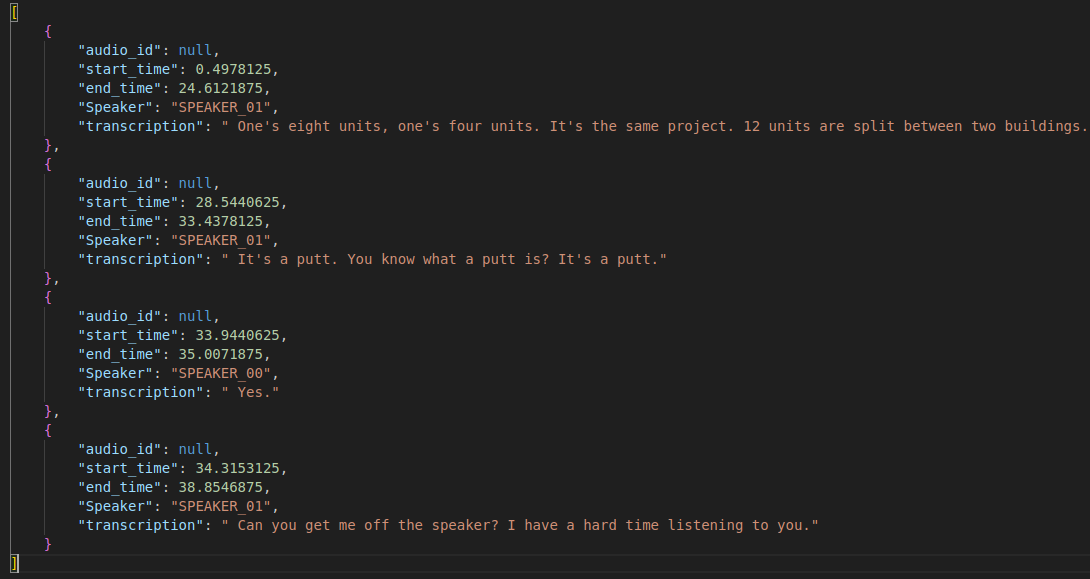 [
    {
        "audio_id": null,
        "start_time": 0.4978125,
        "end_time": 24.6121875,
        "Speaker": "SPEAKER_01",
        "transcription": " One's eight units, one's four units. It's the same project. 12 units are split between two buildings.
    },
    {
        "audio_id": null,
        "start_time": 28.5440625,
        "end_time": 33.4378125,
        "Speaker": "SPEAKER_01",
        "transcription": " It's a putt. You know what a putt is? It's a putt."
    },
    {
        "audio_id": null,
        "start_time": 33.9440625,
        "end_time": 35.0071875,
        "Speaker": "SPEAKER_00",
        "transcription": " Yes."
    },
    {
        "audio_id": null,
        "start_time": 34.3153125,
        "end_time": 38.8546875,
        "Speaker": "SPEAKER_01",
        "transcription": " Can you get me off the speaker? I have a hard time listening to you."
    }
]